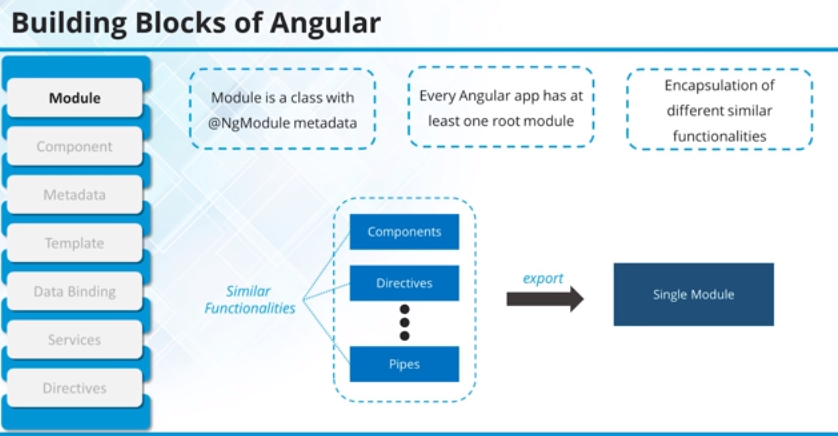 Building Blocks of Angular
Module
Component
Metadata
Template
Data Binding
Services
Directives
Module is a class with
@NgModule metadata
Every Angular app has at
least one root module
Encapsulation of
different similar
functionalities
Similar
Functionalities
Components
Directives
Pipes
export
Single Module